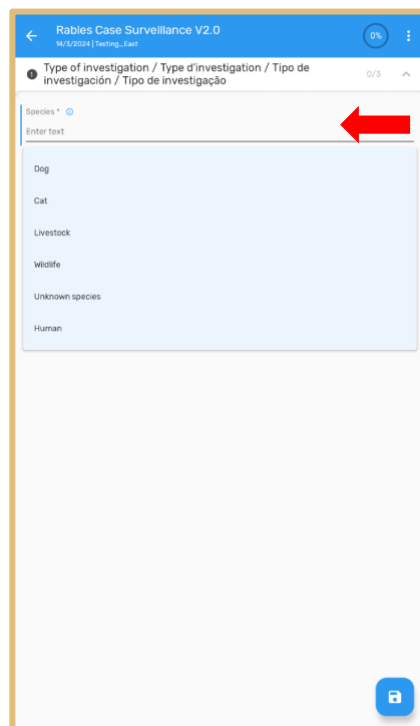 Rabies Case Surveillance V2.0
14/3/2024 | Testing_East
0%
Type of investigation / Type d'investigation / Tipo de
investigación / Tipo de investigação
0/3
Species *
Enter text
Dog
Cat
Livestock
Wildlife
Unknown species
Human